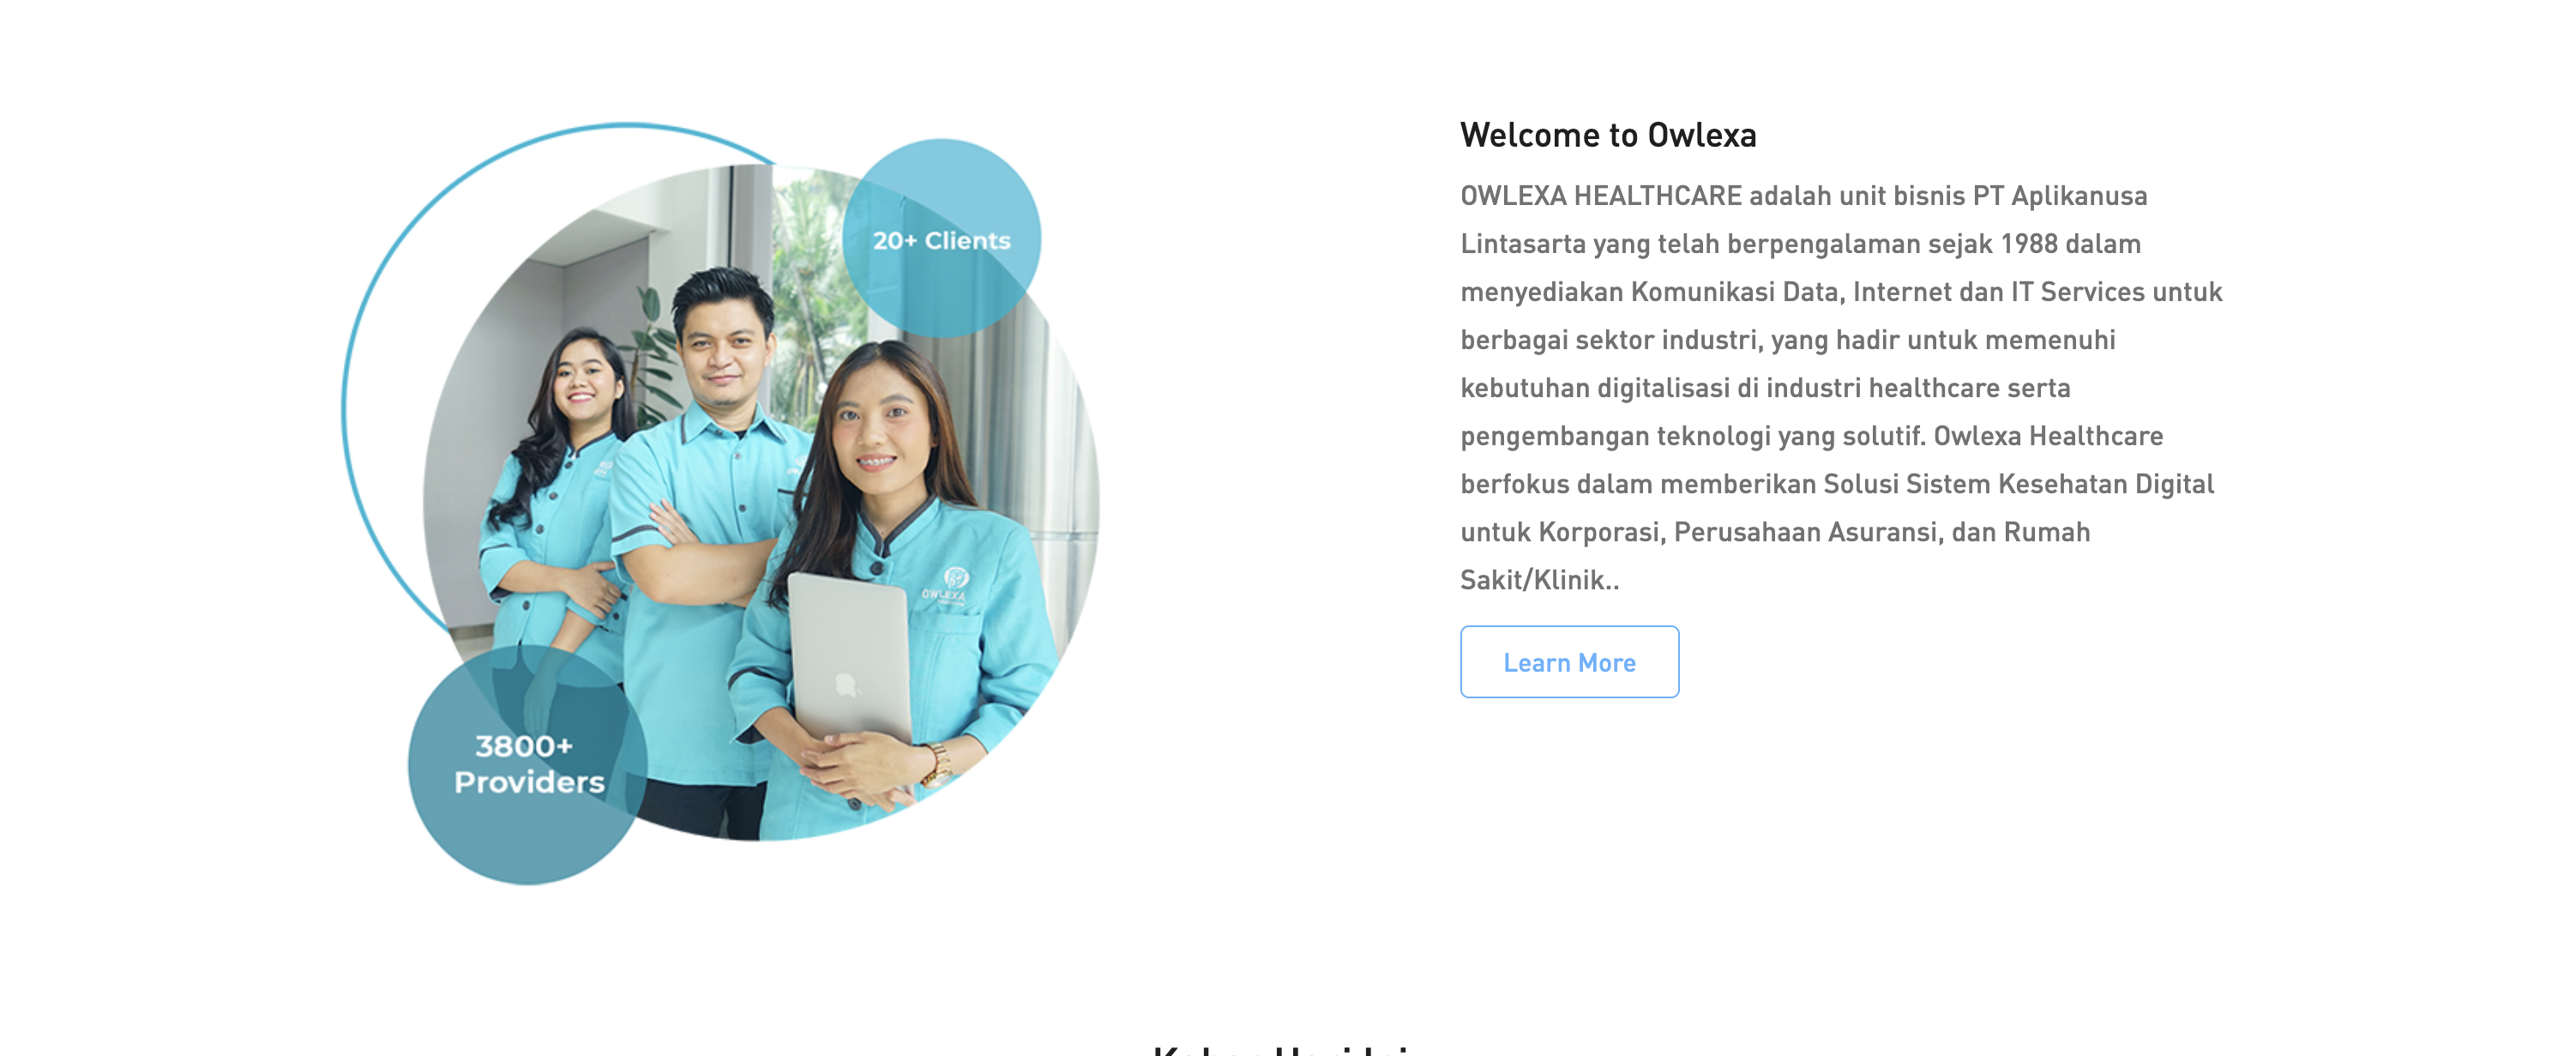 20+ Clients
3800+
Providers
OWLEXA
Welcome to Owlexa
OWLEXA HEALTHCARE adalah unit bisnis PT Aplikanusa
Lintasarta yang telah berpengalaman sejak 1988 dalam
menyediakan Komunikasi Data, Internet dan IT Services untuk
berbagai sektor industri, yang hadir untuk memenuhi
kebutuhan digitalisasi di industri healthcare serta
pengembangan teknologi yang solutif. Owlexa Healthcare
berfokus dalam memberikan Solusi Sistem Kesehatan Digital
untuk Korporasi, Perusahaan Asuransi, dan Rumah
Sakit/Klinik..
Learn More